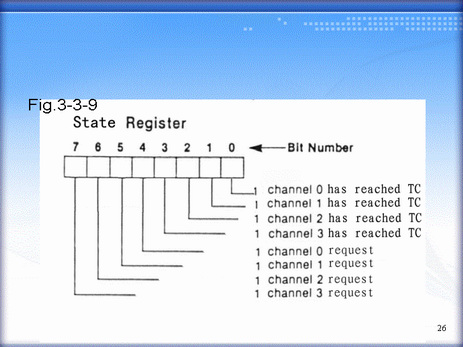 Fig.3-3-9
State Register
7 6 5 4 3 2 1 0 Bit Number
1 channel 0 has reached TC
1 channel 1 has reached TC
1 channel 2 has reached TC
1 channel 3 has reached TC
1 channel 0 request
1 channel 1 request
1 channel 2 request
1 channel 3 request
26